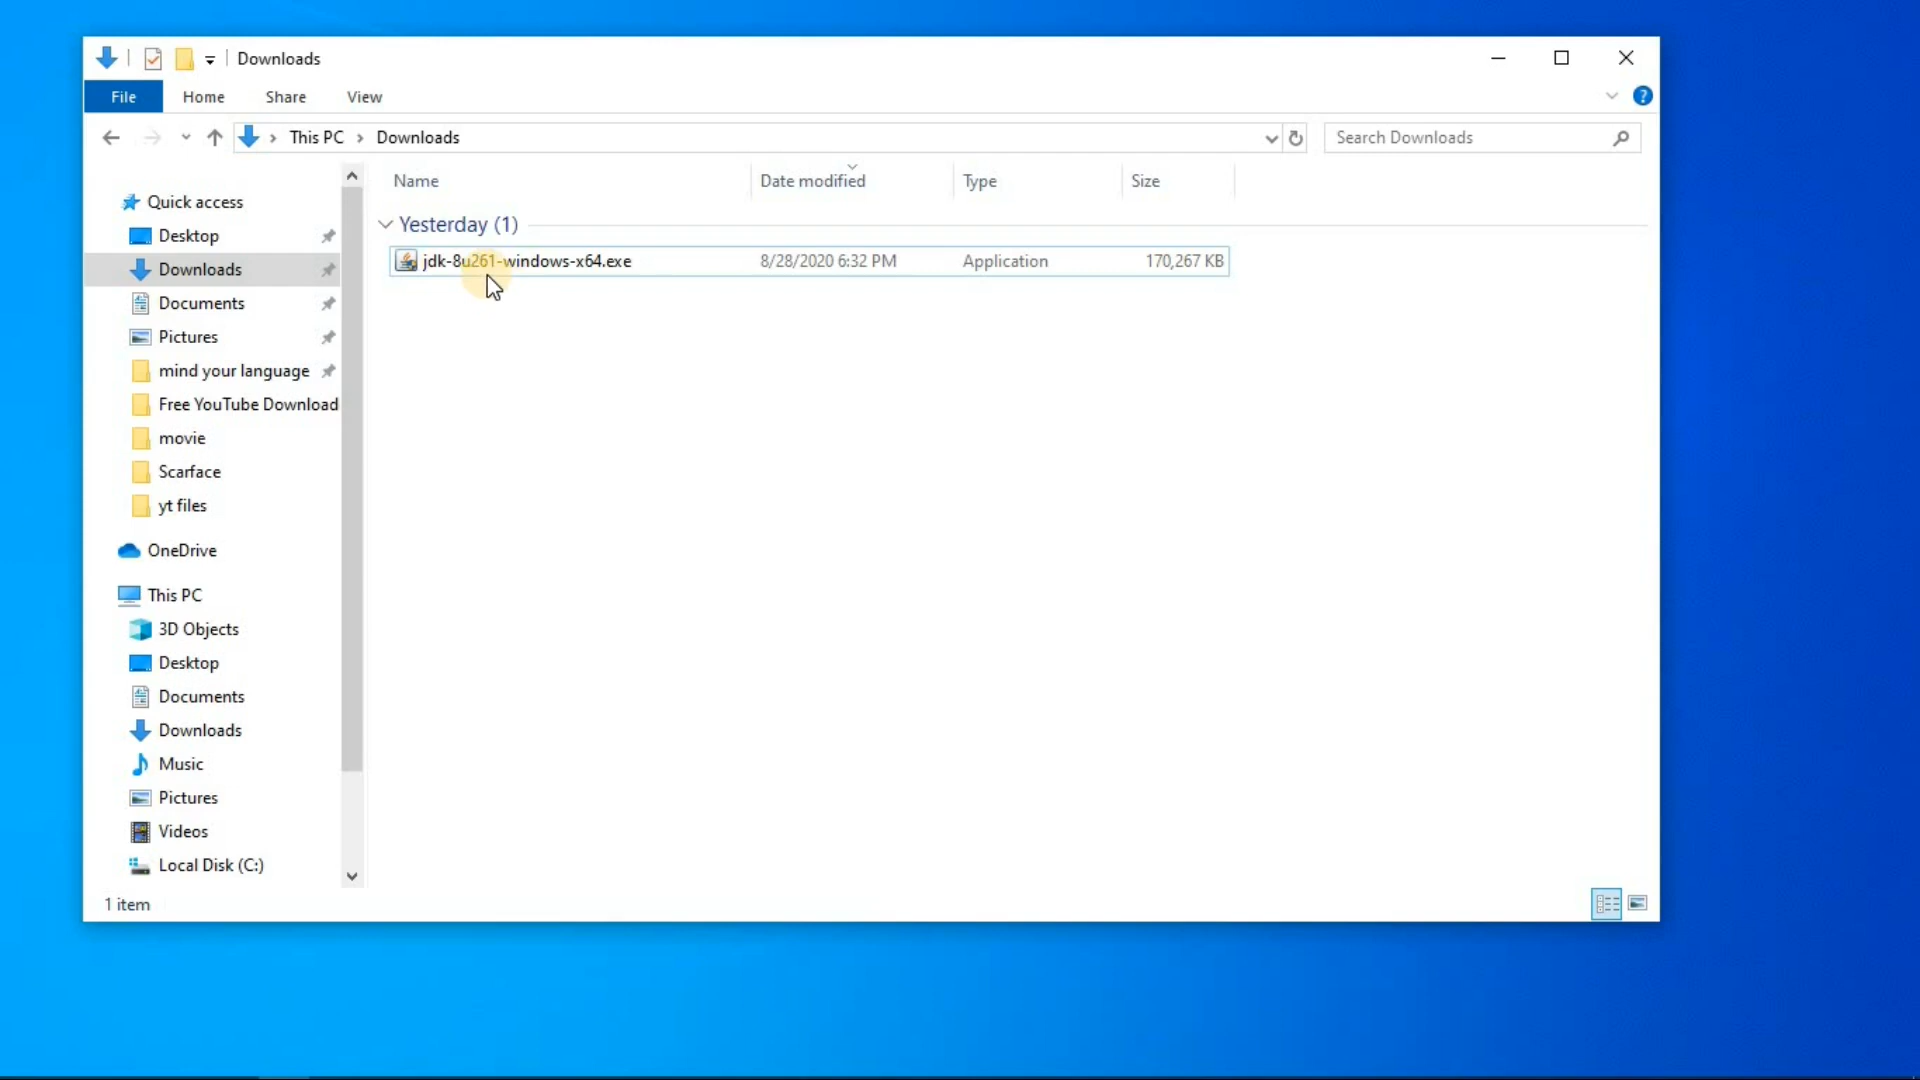 Downloads
File Home Share View
This PC Downloads Search Downloads
Name Date modified Type Size
Quick access
Yesterday (1)
Desktop
jdk-8u261-windows-x64.exe 8/28/2020 6:32 PM Application 170,267 KB
Downloads
Documents
Pictures
mind your language
Free YouTube Download
movie
Scarface
yt files
OneDrive
This PC
3D Objects
Desktop
Documents
Downloads
Music
Pictures
Videos
Local Disk (C:)
1 item